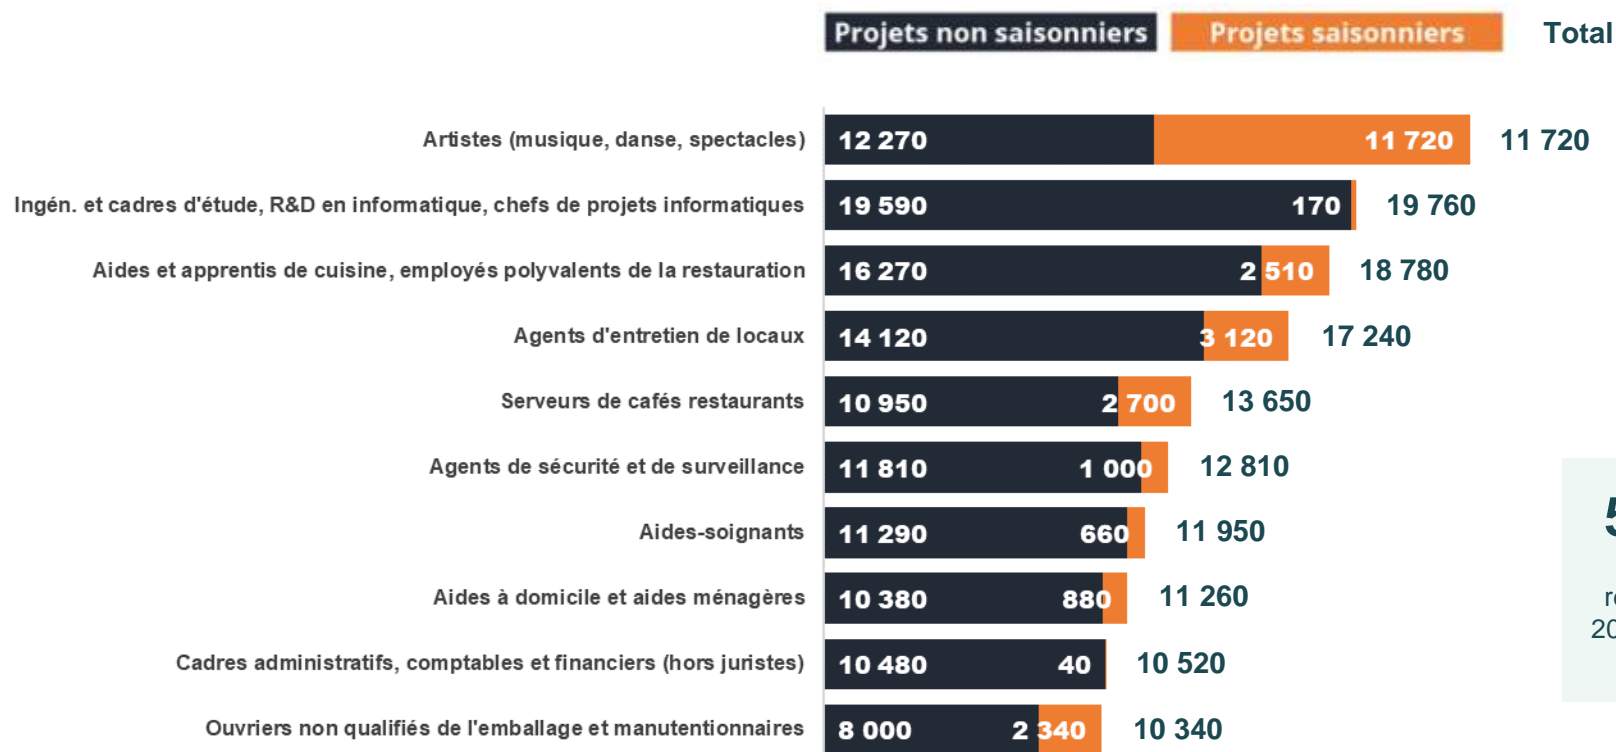 Projets non saisonniers Projets saisonniers Total
Artistes (musique, danse, spectacles) 12 270 11 720 11 720
Ingén. et cadres d'étude, R&D en informatique, chefs de projets informatiques 19 590 170 19 760
Aides et apprentis de cuisine, employés polyvalents de la restauration 16 270 2 510 18 780
Agents d'entretien de locaux 14 120 3 120 17 240
Serveurs de cafés restaurants 10 950 2 700 13 650
Agents de sécurité et de surveillance 11 810 1 000 12 810
Aides-soignants 11 290 660 11 950
Aides à domicile et aides ménagères 10 380 880 11 260
Cadres administratifs, comptables et financiers (hors juristes) 10 480 40 10 520
Ouvriers non qualifiés de l'emballage et manutentionnaires 8 000 2 340 10 340
20